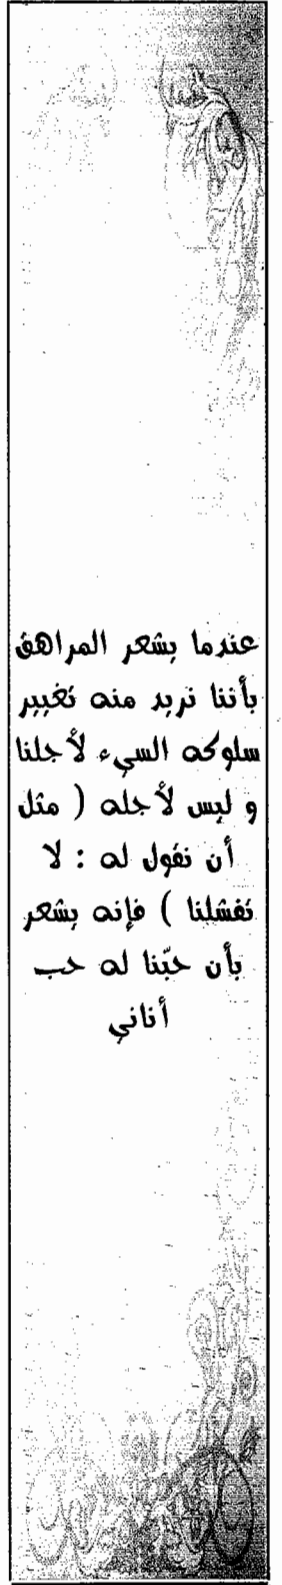 عندما يشعر المراهق
بأننا نريد منه تغيير
سلوكه السيء لأجلنا
و ليس لأجله ( مثل
أن نقول له : لا
تفشلنا ) فإنه يشعر
بأن حبّنا له حب
أناني